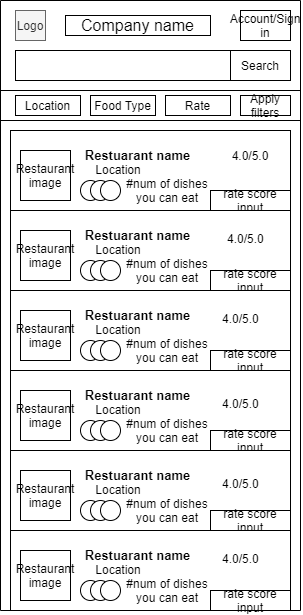 Logo
Company name
Account/Sign
in
Search
Location
Food Type
Rate
Apply
filters
Restaurant
image
Restuarant name
Location
#num of dishes
you can eat
4.0/5.0
rate score
input
Restaurant
image
Restuarant name
Location
#num of dishes
you can eat
4.0/5.0
rate score
input
Restaurant
image
Restuarant name
Location
#num of dishes
you can eat
4.0/5.0
rate score
input
Restaurant
image
Restuarant name
Location
#num of dishes
you can eat
4.0/5.0
rate score
input
Restaurant
image
Restuarant name
Location
#num of dishes
you can eat
4.0/5.0
rate score
input
Restaurant
image
Restuarant name
Location
#num of dishes
you can eat
4.0/5.0
rate score
input